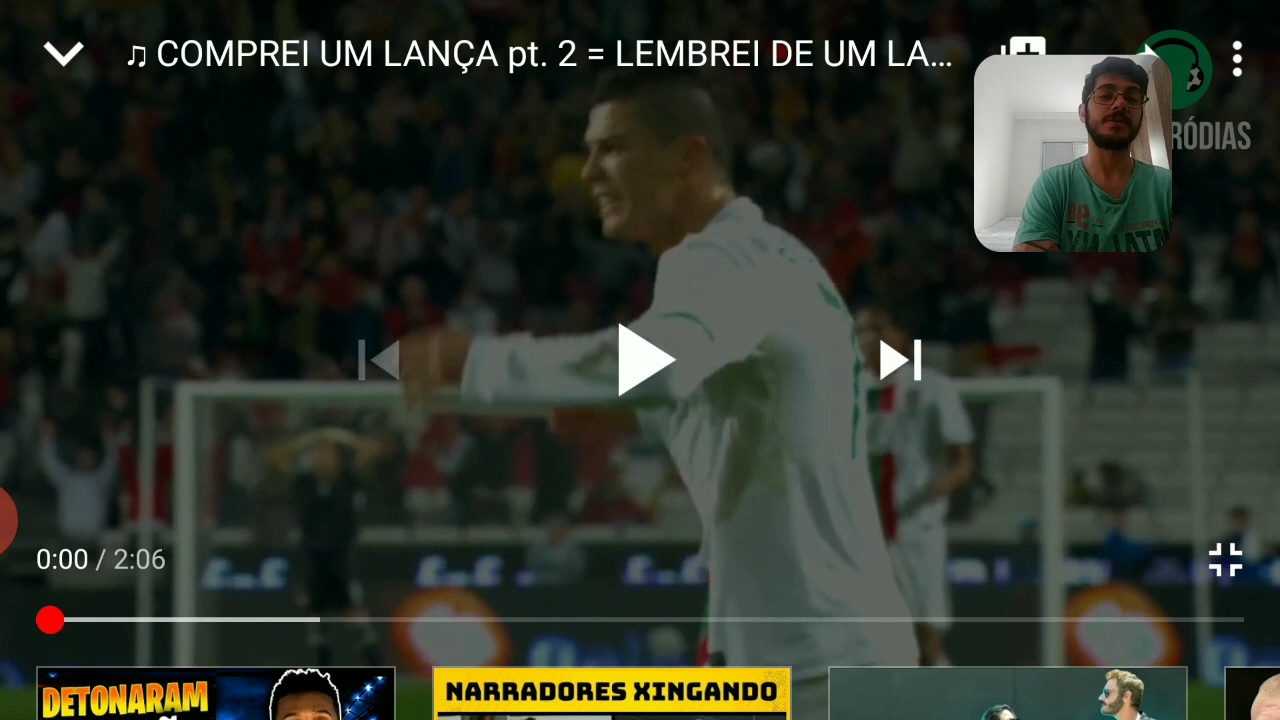 ♫ COMPREI UM LANÇA pt. 2 = LEMBREI DE UM LA...
RÓDIAS
0:00 / 2:06
DETONARAM
NARRADORES XINGANDO